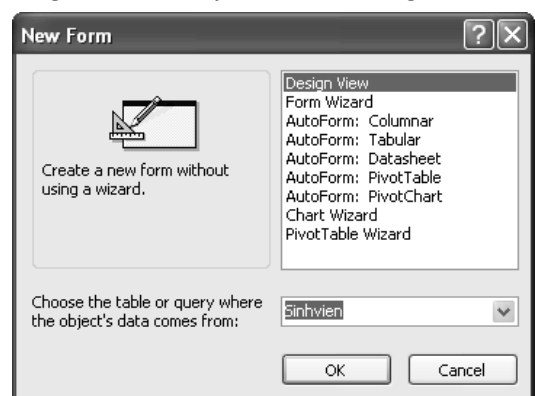 New Form
Design View
Form Wizard
AutoForm: Columnar
AutoForm: Tabular
AutoForm: Datasheet
AutoForm: PivotTable
AutoForm: PivotChart
Chart Wizard
PivotTable Wizard
Create a new form without
using a wizard.
Choose the table or query where
the object's data comes from:
Sinhvien
OK
Cancel